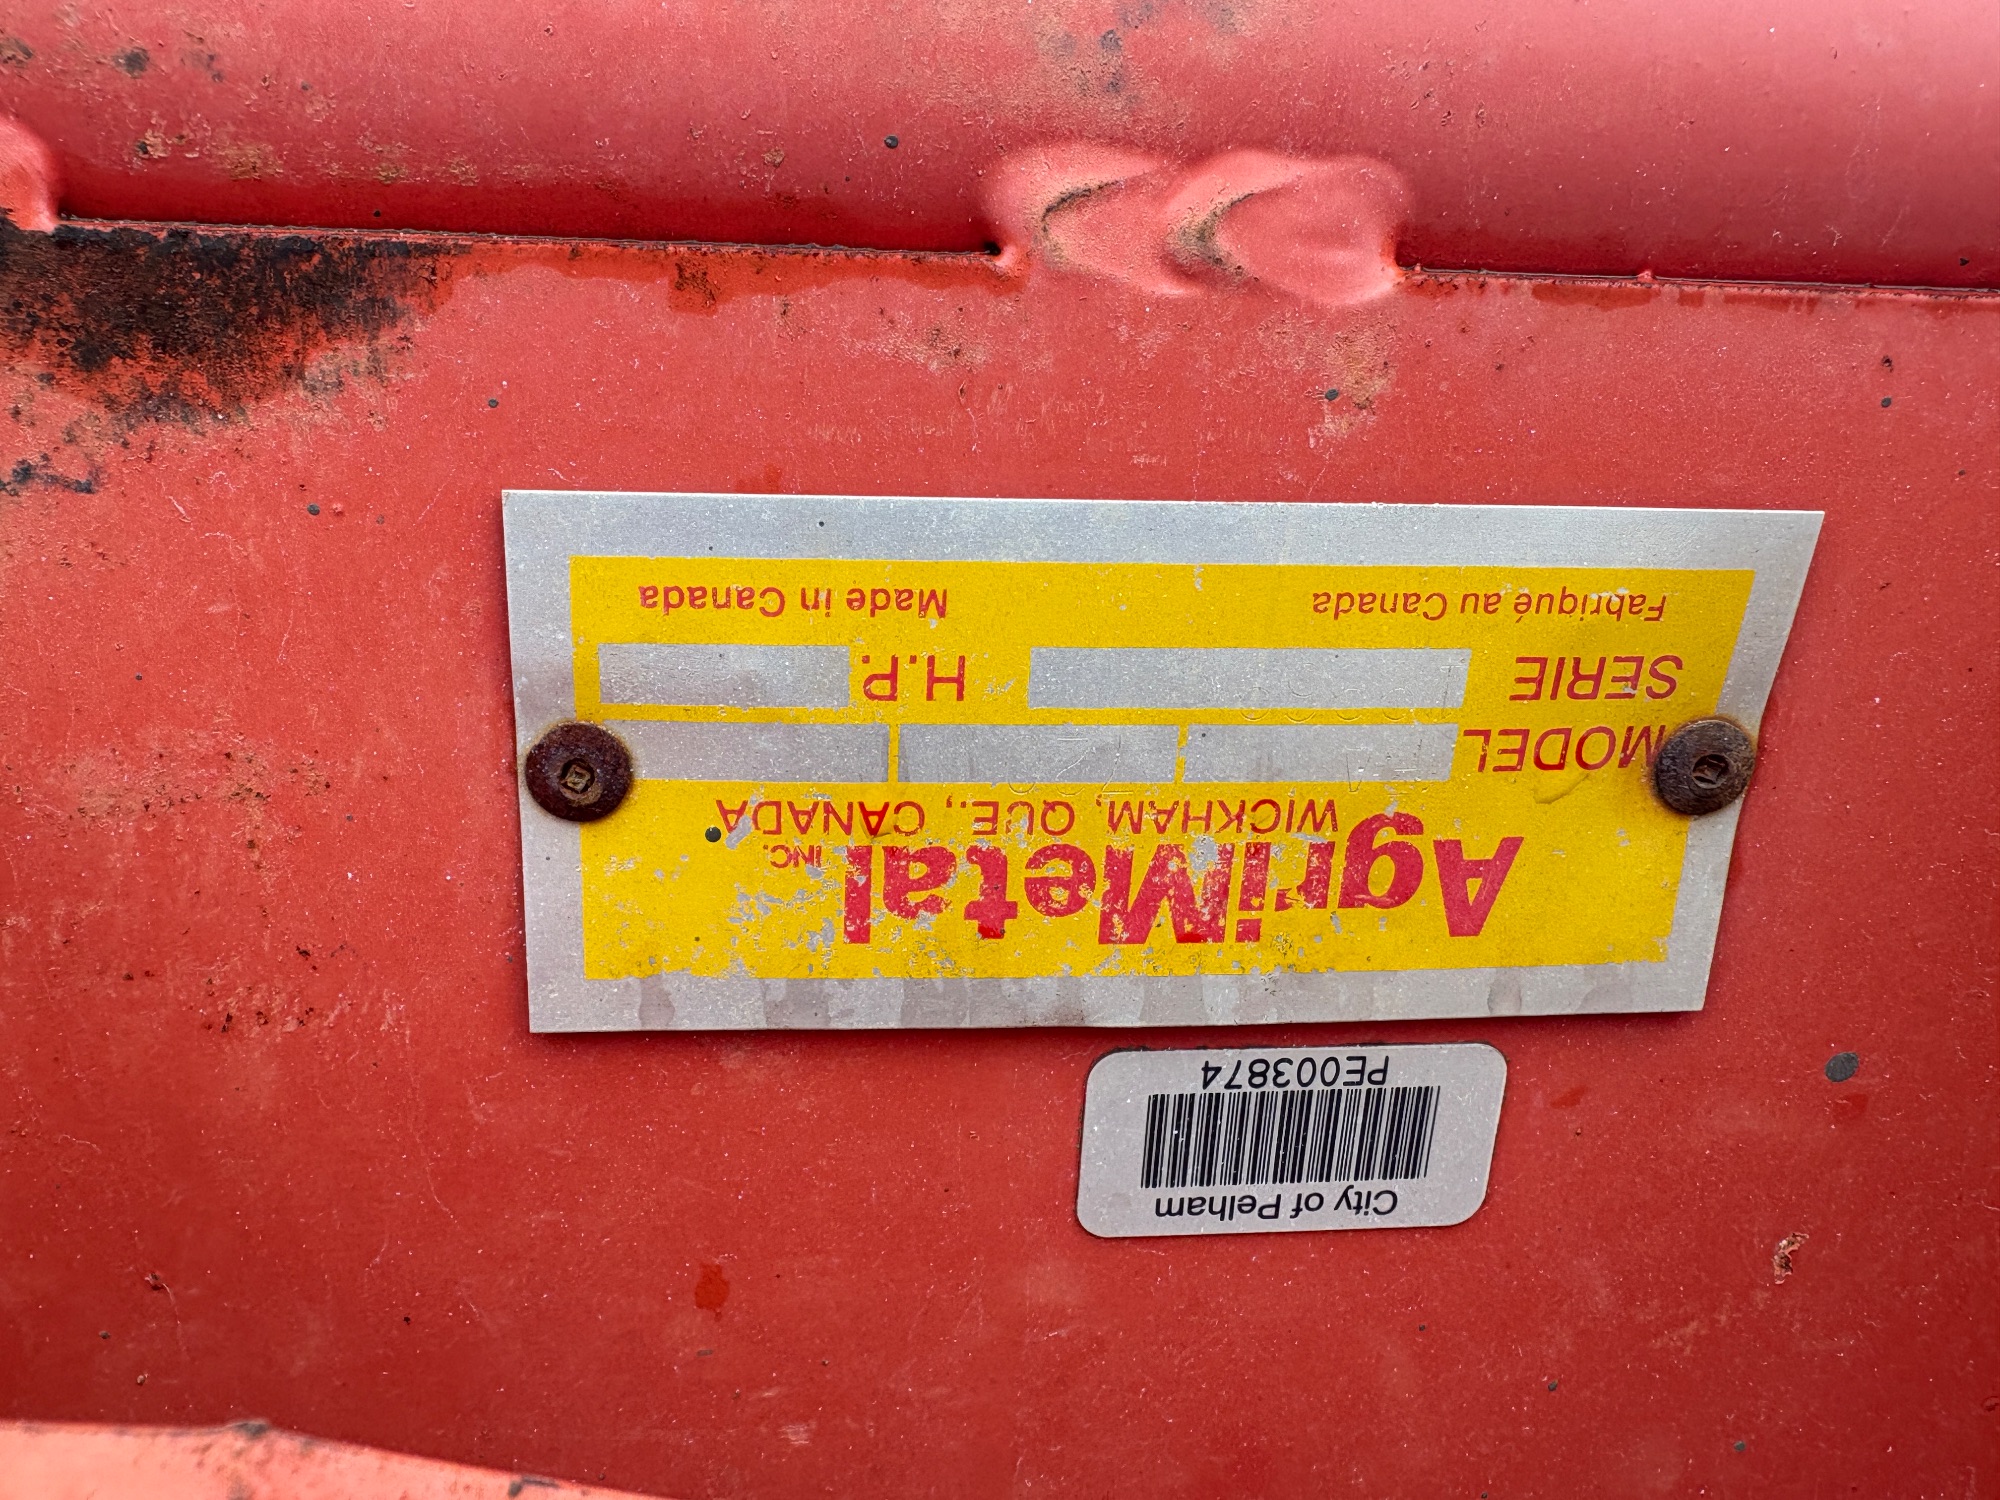 City of Pelham
PE003874
AgriMetal INC.
WICKHAM, QUE., CANADA
MODEL
SERIE H.P.
Fabriqué au Canada Made in Canada